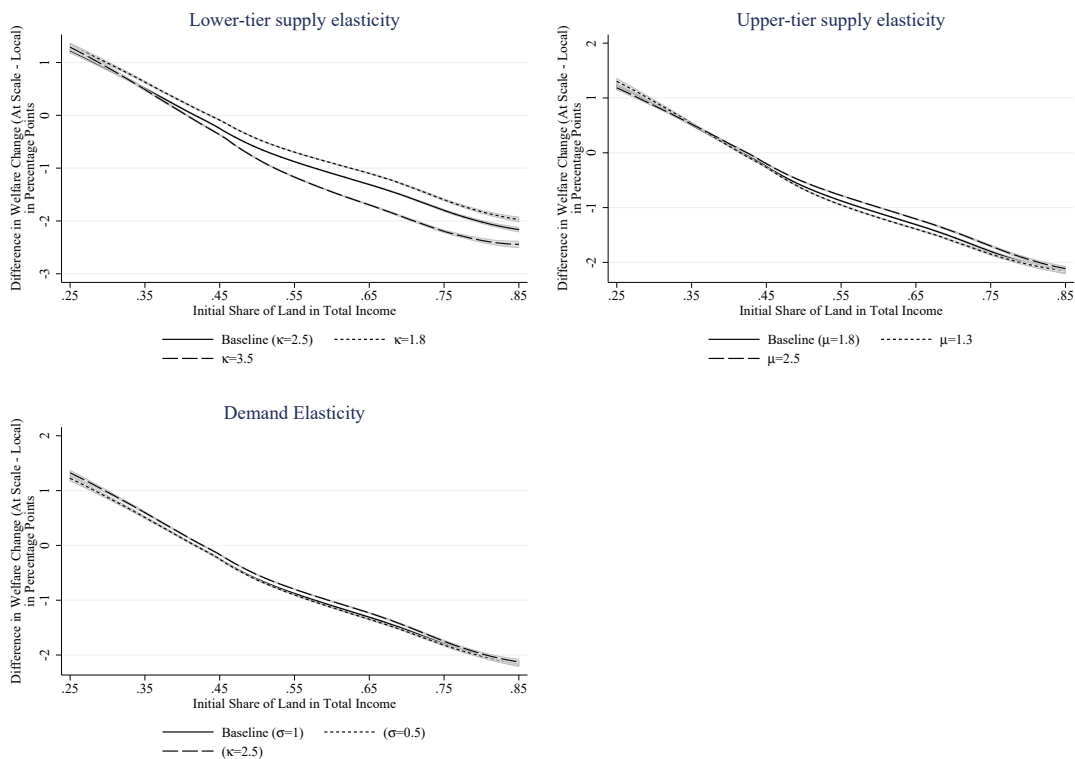 Lower-tier supply elasticity
Difference in Welfare Change (At Scale - Local)
in Percentage Points
1
0
-1
-2
-3
.25 .35 .45 .55 .65 .75 .85
Initial Share of Land in Total Income
Baseline (κ=2.5) κ=1.8
κ=3.5
Upper-tier supply elasticity
Difference in Welfare Change (At Scale - Local)
in Percentage Points
2
1
0
-1
-2
.25 .35 .45 .55 .65 .75 .85
Initial Share of Land in Total Income
Baseline (μ=1.8) μ=1.3
μ=2.5
Demand Elasticity
Difference in Welfare Change (At Scale - Local)
in Percentage Points
2
1
0
-1
-2
.25 .35 .45 .55 .65 .75 .85
Initial Share of Land in Total Income
Baseline (σ=1) (σ=0.5)
(κ=2.5)